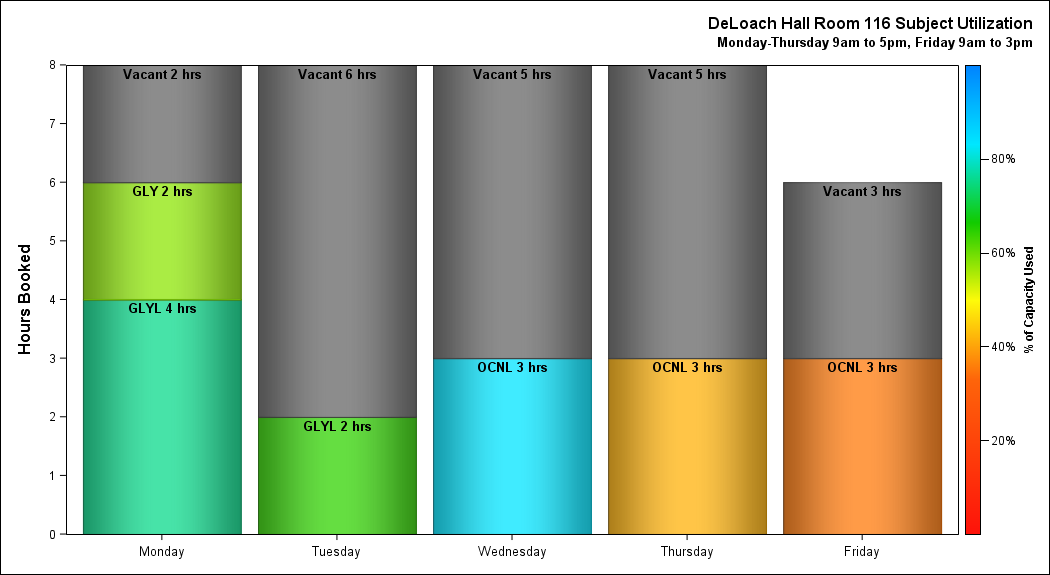 DeLoach Hall Room 116 Subject Utilization
Monday-Thursday 9am to 5pm, Friday 9am to 3pm
Hours Booked
8
7
6
5
4
3
2
1
0
Vacant 2 hrs
GLY 2 hrs
GLYL 4 hrs
Vacant 6 hrs
GLYL 2 hrs
Vacant 5 hrs
OCNL 3 hrs
Vacant 5 hrs
OCNL 3 hrs
Vacant 3 hrs
OCNL 3 hrs
Monday
Tuesday
Wednesday
Thursday
Friday
80%
60%
40%
20%
% of Capacity Used